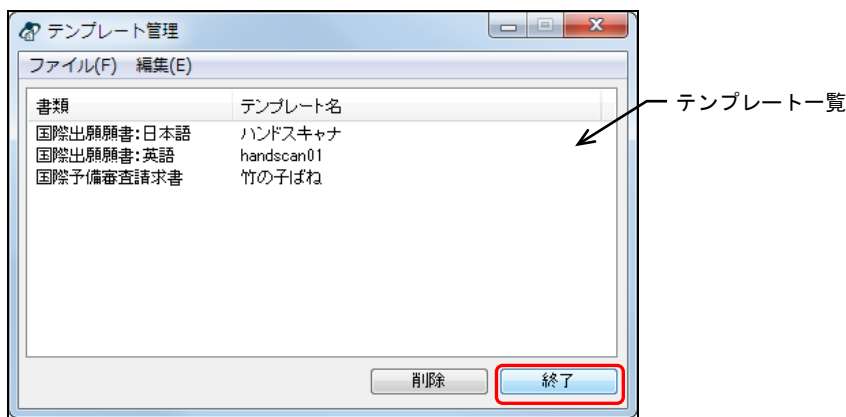 テンプレート管理
ファイル(F) 編集(E)
書類 テンプレート名
国際出願願書:日本語 ハンドスキャナ
国際出願願書:英語 handscan01
国際予備審査請求書 竹の子ばね
テンプレート一覧
削除 終了